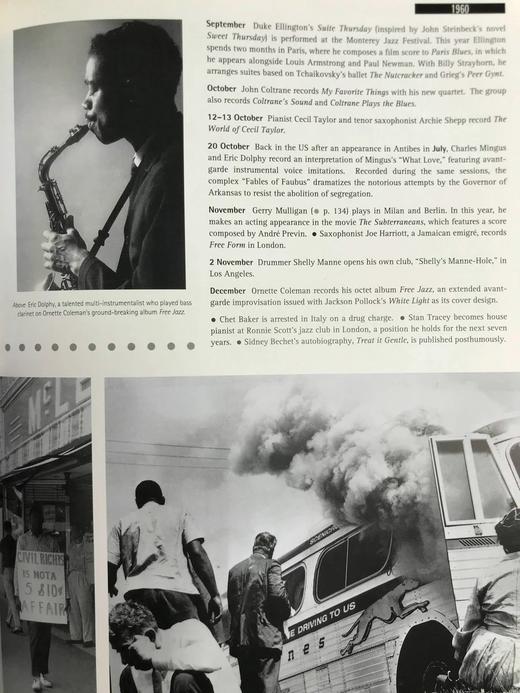 1960
September Duke Ellington's Suite Thursday (inspired by John Steinbeck's novel
Sweet Thursday) is performed at the Monterey Jazz Festival. This year Ellington
spends two months in Paris, where he composes a film score to Paris Blues, in which
he appears alongside Louis Armstrong and Paul Newman. With Billy Strayhorn, he
arranges suites based on Tchaikovsky's ballet The Nutcracker and Grieg's Peer Gynt.
October John Coltrane records My Favorite Things with his new quartet. The group
also records Coltrane's Sound and Coltrane Plays the Blues.
12–13 October Pianist Cecil Taylor and tenor saxophonist Archie Shepp record The
World of Cecil Taylor.
20 October Back in the US after an appearance in Antibes in July, Charles Mingus
and Eric Dolphy record an interpretation of Mingus's "What Love," featuring avant-
garde instrumental voice imitations. Recorded during the same sessions, the
complex "Fables of Faubus" dramatizes the notorious attempts by the Governor of
Arkansas to resist the abolition of segregation.
November Gerry Mulligan (● p. 134) plays in Milan and Berlin. In this year, he
makes an acting appearance in the movie The Subterraneans, which features a score
composed by André Previn. ● Saxophonist Joe Harriott, a Jamaican emigré, records
Free Form in London.
2 November Drummer Shelly Manne opens his own club, "Shelly's Manne-Hole," in
Los Angeles.
December Ornette Coleman records his octet album Free Jazz, an extended avant-
garde improvisation issued with Jackson Pollock's White Light as its cover design.
● Chet Baker is arrested in Italy on a drug charge. ● Stan Tracey becomes house
pianist at Ronnie Scott's jazz club in London, a position he holds for the next seven
years. ● Sidney Bechet's autobiography, Treat it Gentle, is published posthumously.
Above Eric Dolphy, a talented multi-instrumentalist who played bass
clarinet on Ornette Coleman's ground-breaking album Free Jazz.
CIVIL RIGHTS
IS NOT A
5 & 10¢
AFFAIR
E DRIVING TO US
nes